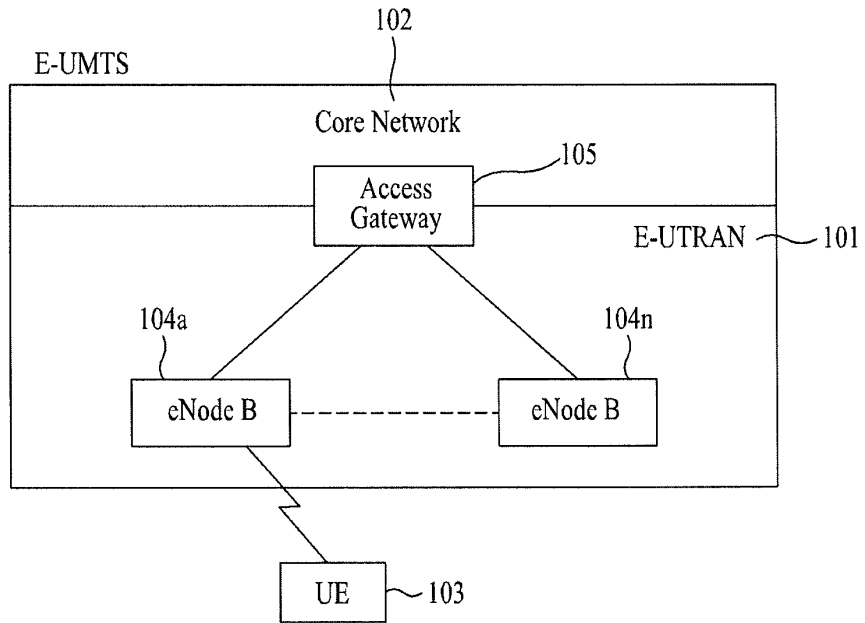 102
E-UMTS
Core Network
105
Access
Gateway
E-UTRAN
101
104a
104n
eNode B
eNode B
UE
103